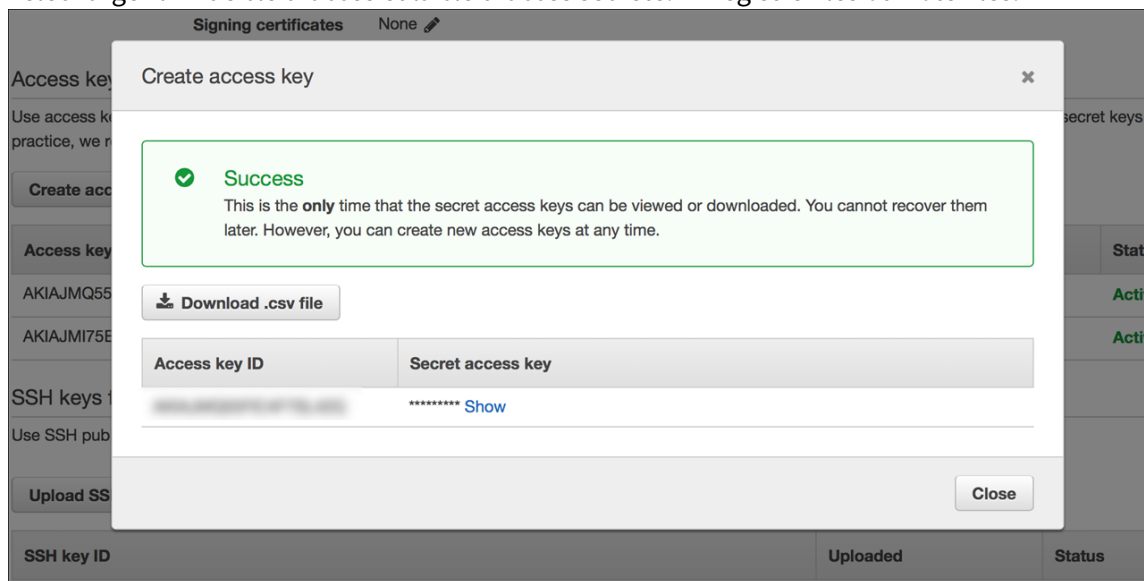 Signing certificates None
Create access key
Access key
Use access k
secret keys
practice, we r
Success
This is the only time that the secret access keys can be viewed or downloaded. You cannot recover them
later. However, you can create new access keys at any time.
Create acc
Access key
Stat
AKIAJMQ55
Download .csv file
Acti
AKIAJMI75E
Acti
Access key ID Secret access key
SSH keys f
********* Show
Use SSH pub
Upload SS
Close
SSH key ID Uploaded Status